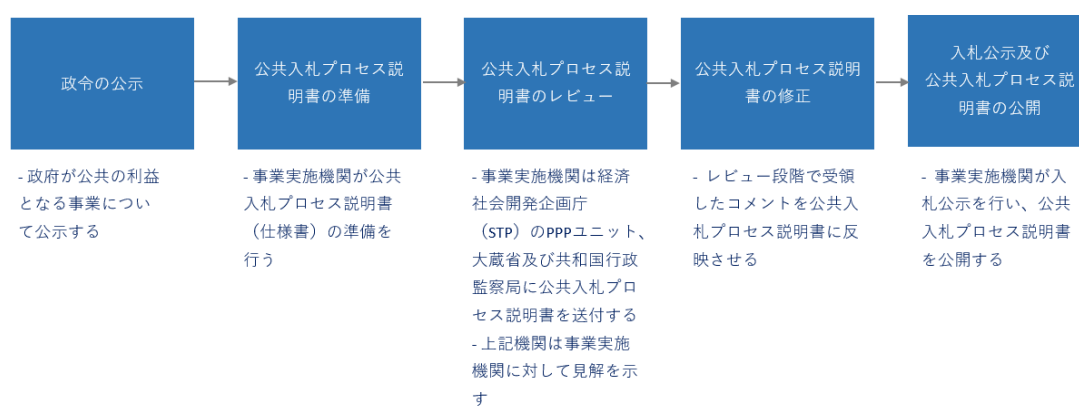 政令の公示
公共入札プロセス説
明書の準備
公共入札プロセス説
明書のレビュー
公共入札プロセス説明
書の修正
入札公示及び
公共入札プロセス説
明書の公開
- 政府が公共の利益
となる事業につい
て公示する
- 事業実施機関が公共
入札プロセス説明書
（仕様書）の準備を
行う
- 事業実施機関は経済
社会開発企画庁
（STP）のPPPユニット、
大蔵省及び共和国行政
監察局に公共入札プロ
セス説明書を送付する
- 上記機関は事業実施
機関に対して見解を示
す
- レビュー段階で受領
したコメントを公共入
札プロセス説明書に反
映させる
- 事業実施機関が入
札公示を行い、公共
入札プロセス説明書
を公開する